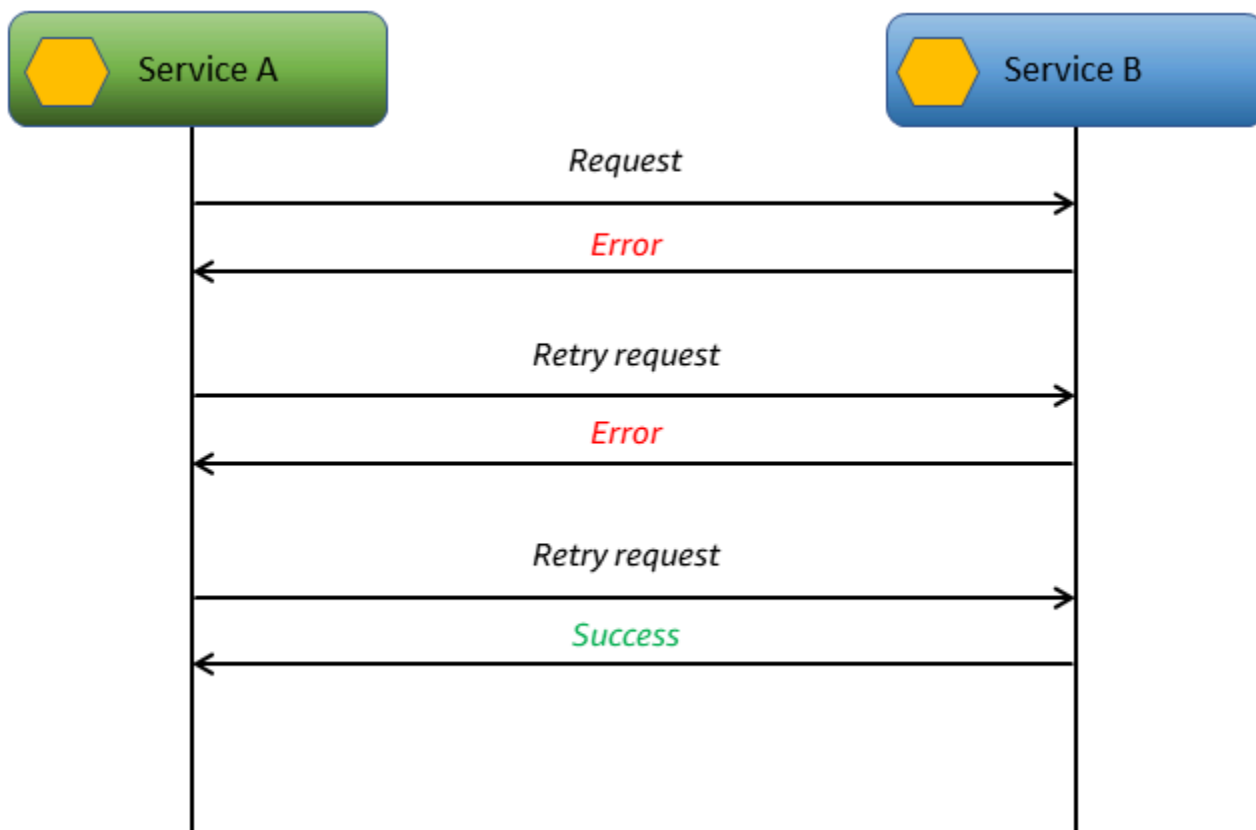 Service A
Service B
Request
Error
Retry request
Error
Retry request
Success